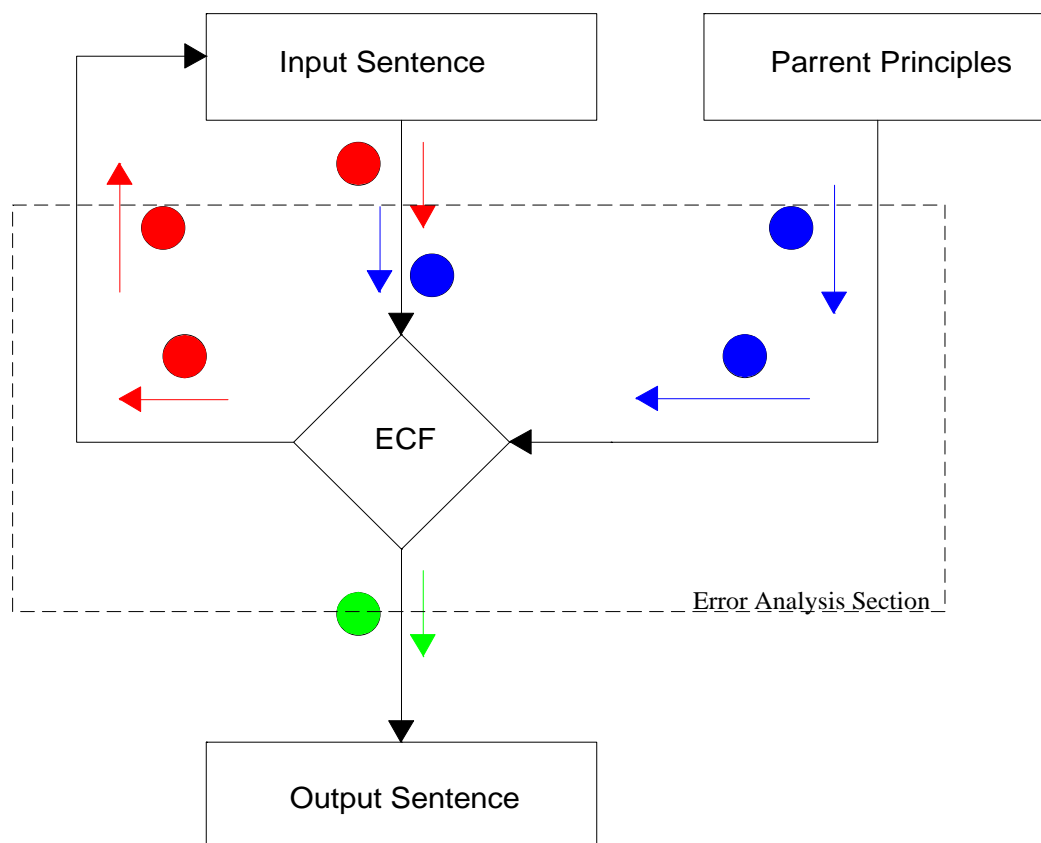 Input Sentence
Parrent Principles
ECF
Error Analysis Section
Output Sentence